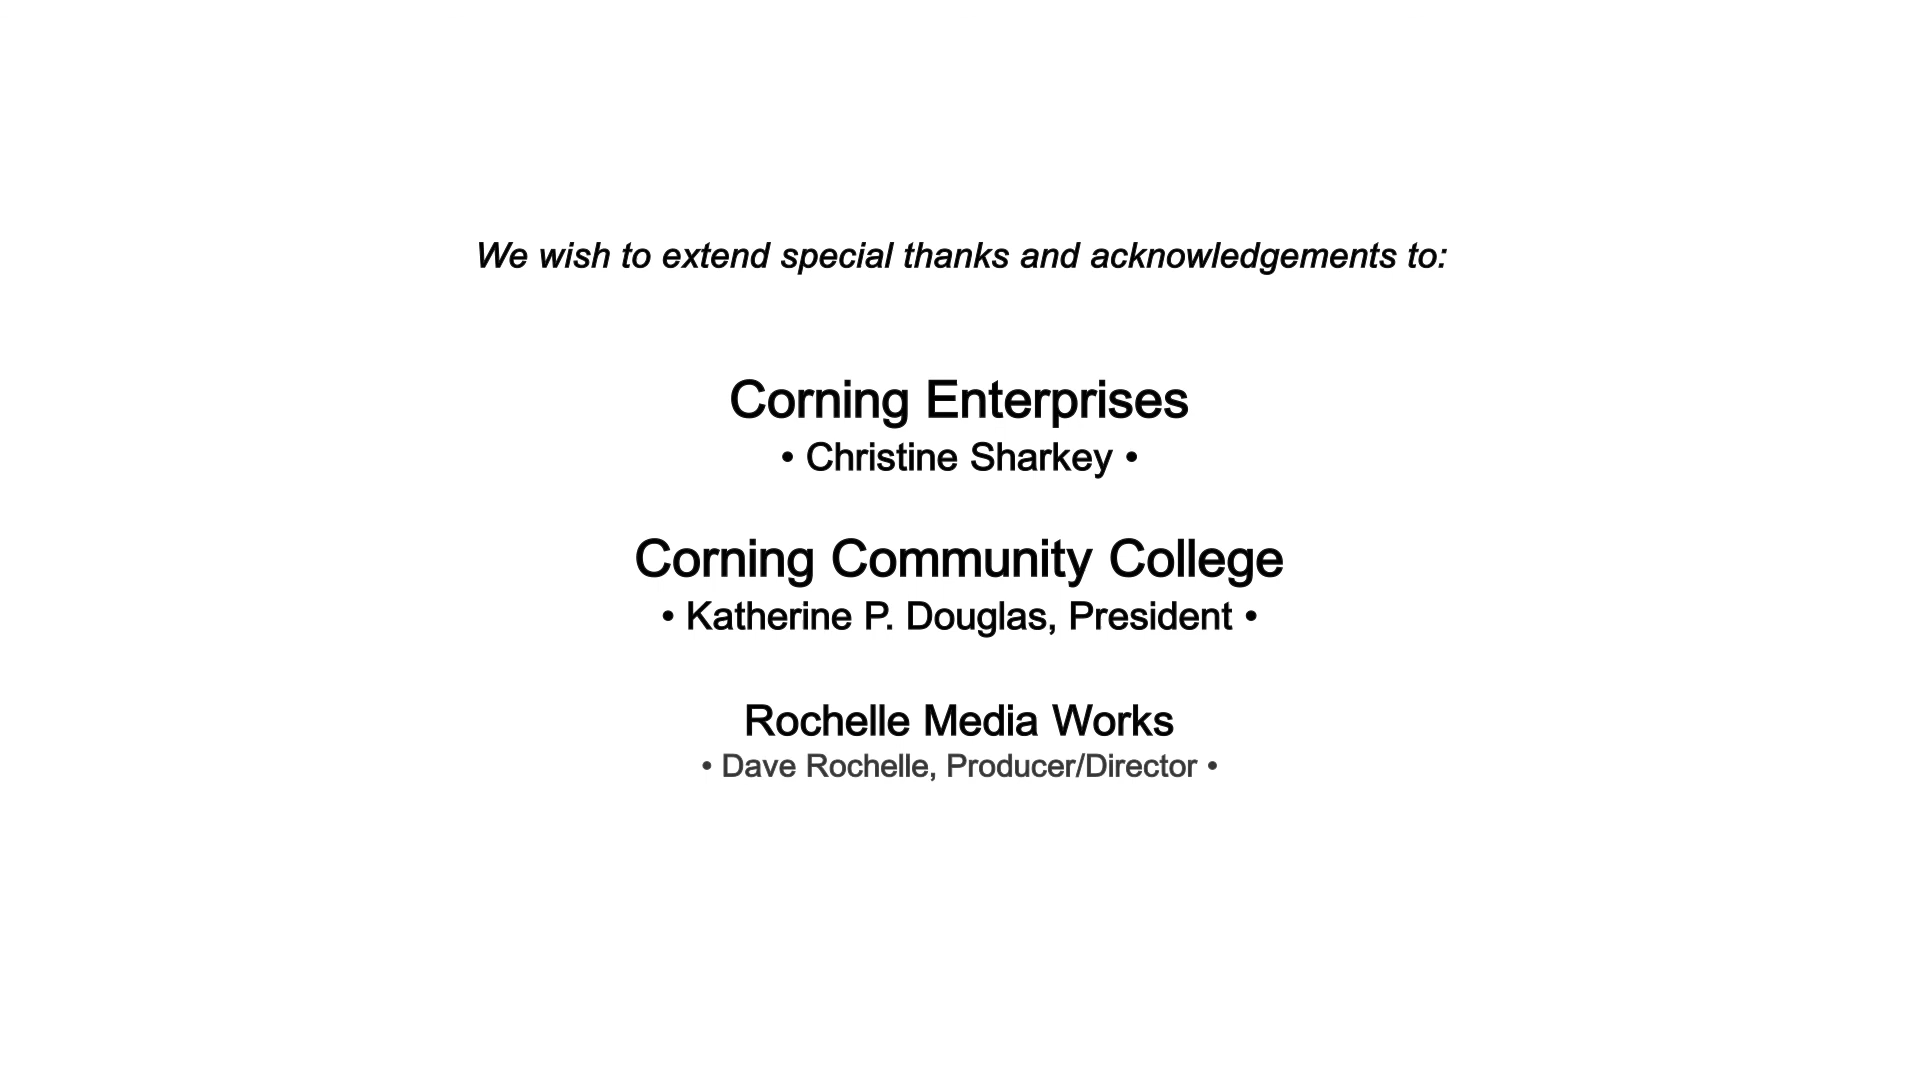 We wish to extend special thanks and acknowledgements to:
Corning Enterprises
• Christine Sharkey •
Corning Community College
• Katherine P. Douglas, President •
Rochelle Media Works
• Dave Rochelle, Producer/Director •